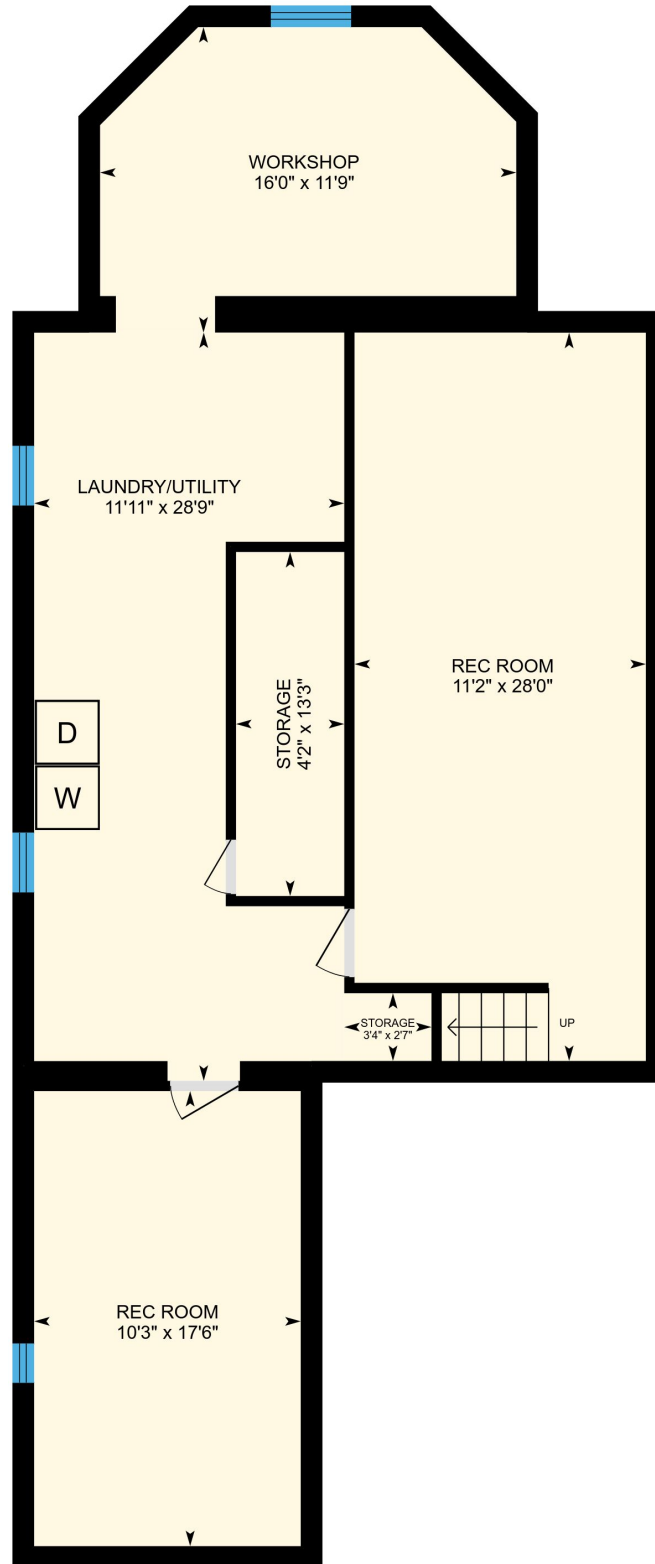 WORKSHOP
16'0" x 11'9"
LAUNDRY/UTILITY
11'11" x 28'9"
STORAGE
4'2" x 13'3"
REC ROOM
11'2" x 28'0"
D
W
STORAGE
3'4" x 2'7"
UP
REC ROOM
10'3" x 17'6"